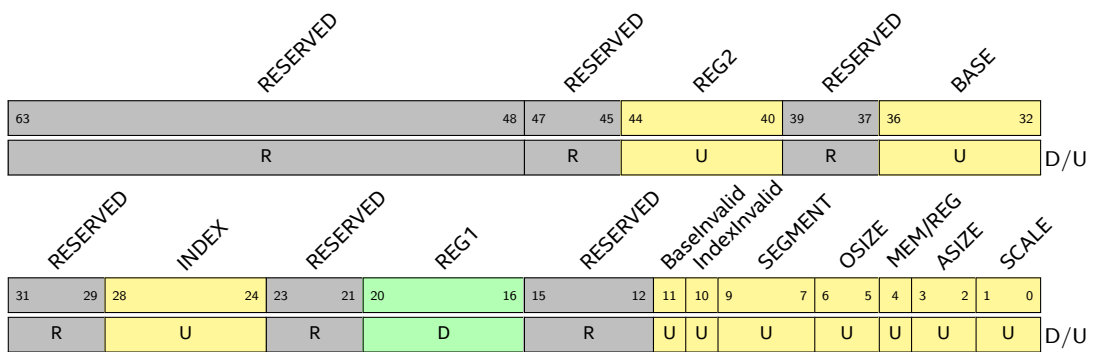 RESERVED RESERVED REG2 RESERVED BASE
63 48 47 45 44 40 39 37 36 32
R R U R U D/U
RESERVED INDEX RESERVED REG1 RESERVED BaseInvalid IndexInvalid SEGMENT OSIZE MEM/REG ASIZE SCALE
31 29 28 24 23 21 20 16 15 12 11 10 9 7 6 5 4 3 2 1 0
R U R D R U U U U U U U D/U